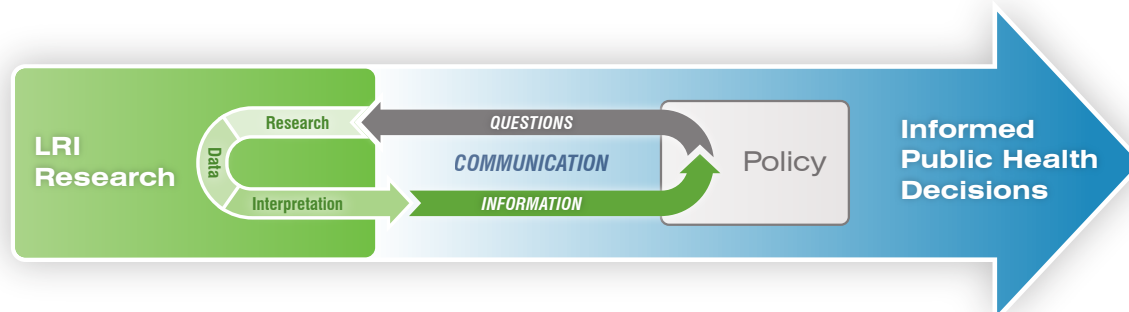 LRI
Research
Research
Data
Interpretation
QUESTIONS
COMMUNICATION
INFORMATION
Policy
Informed
Public Health
Decisions